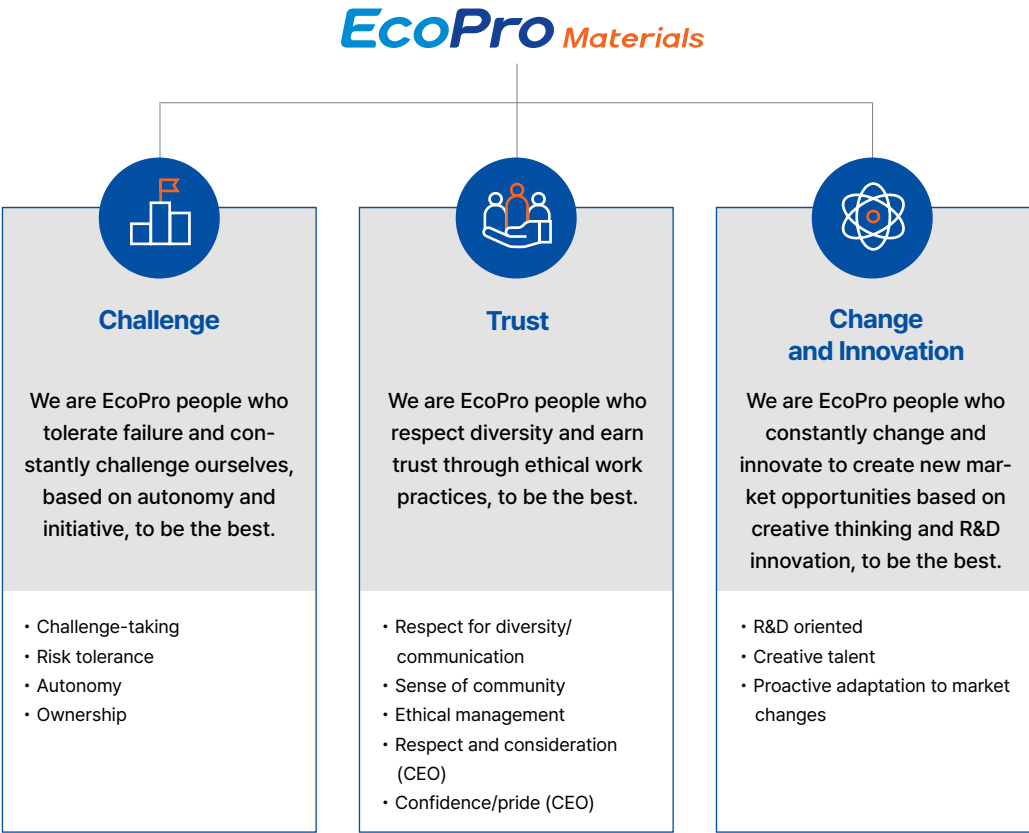 EcoPro Materials
Challenge
We are EcoPro people who
tolerate failure and con-
stantly challenge ourselves,
based on autonomy and
initiative, to be the best.
• Challenge-taking
• Risk tolerance
• Autonomy
• Ownership
Trust
We are EcoPro people who
respect diversity and earn
trust through ethical work
practices, to be the best.
• Respect for diversity/
communication
• Sense of community
• Ethical management
• Respect and consideration
(CEO)
• Confidence/pride (CEO)
Change
and Innovation
We are EcoPro people who
constantly change and
innovate to create new mar-
ket opportunities based on
creative thinking and R&D
innovation, to be the best.
• R&D oriented
• Creative talent
• Proactive adaptation to market
changes